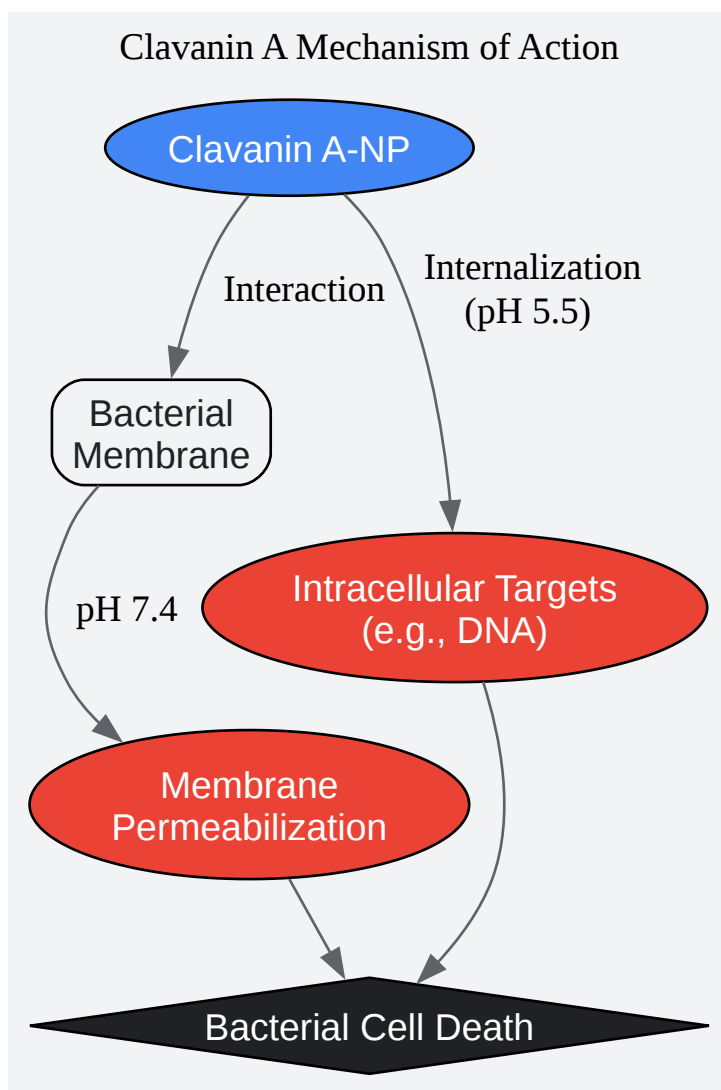 Clavanin A Mechanism of Action
Clavanin A-NP
Interaction
Internalization
(pH 5.5)
Bacterial
Membrane
pH 7.4
Intracellular Targets
(e.g., DNA)
Membrane
Permeabilization
Bacterial Cell Death